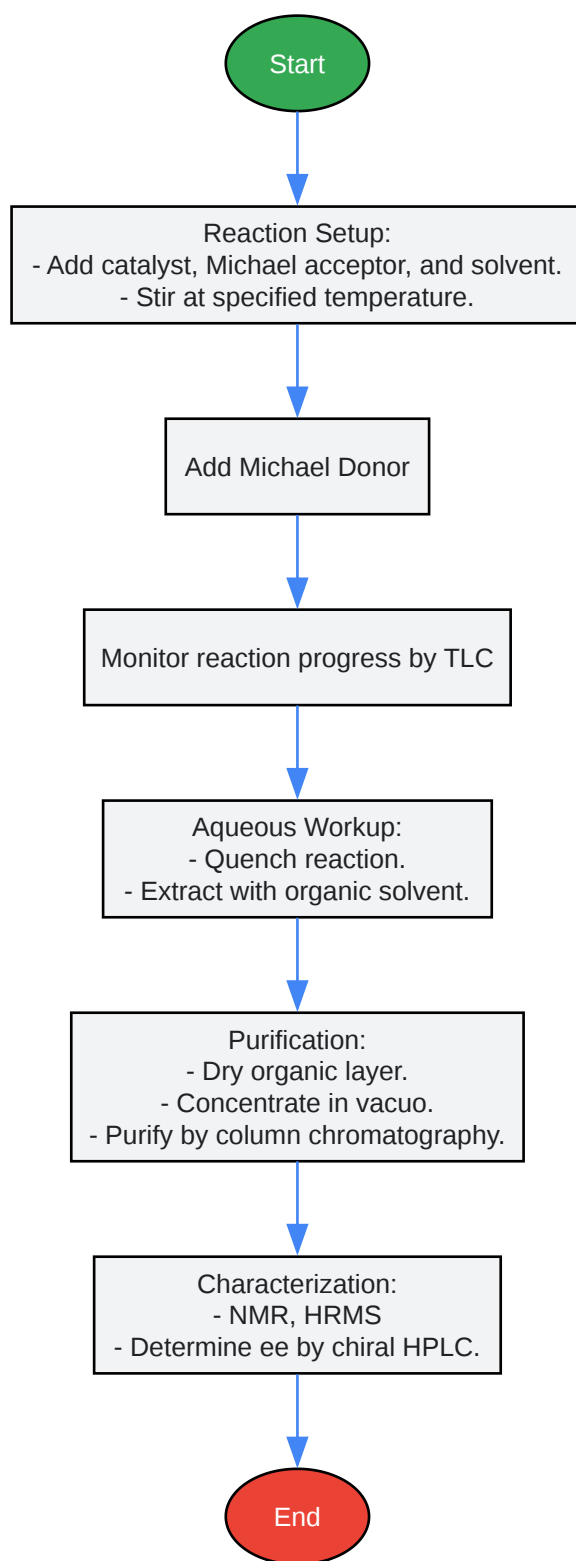 Start
Reaction Setup:
- Add catalyst, Michael acceptor, and solvent.
- Stir at specified temperature.
Add Michael Donor
Monitor reaction progress by TLC
Aqueous Workup:
- Quench reaction.
- Extract with organic solvent.
Purification:
- Dry organic layer.
- Concentrate in vacuo.
- Purify by column chromatography.
Characterization:
- NMR, HRMS
- Determine ee by chiral HPLC.
End